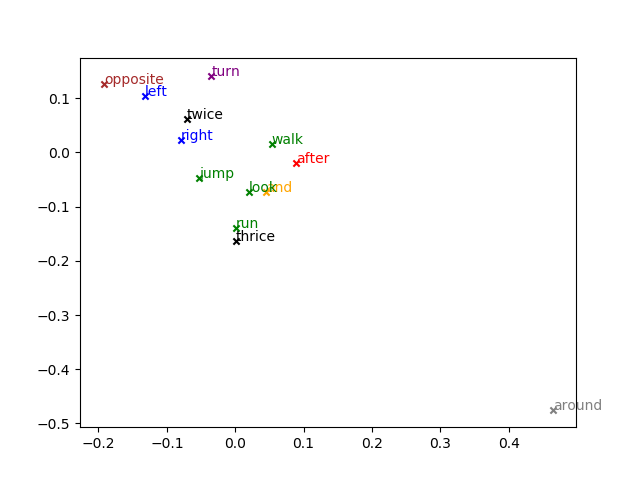 turn
opposite
left
0.1
twice
right
walk
0.0
after
jump
look
and
−0.1
run
thrice
−0.2
−0.3
−0.4
around
−0.5
−0.2 −0.1 0.0 0.1 0.2 0.3 0.4